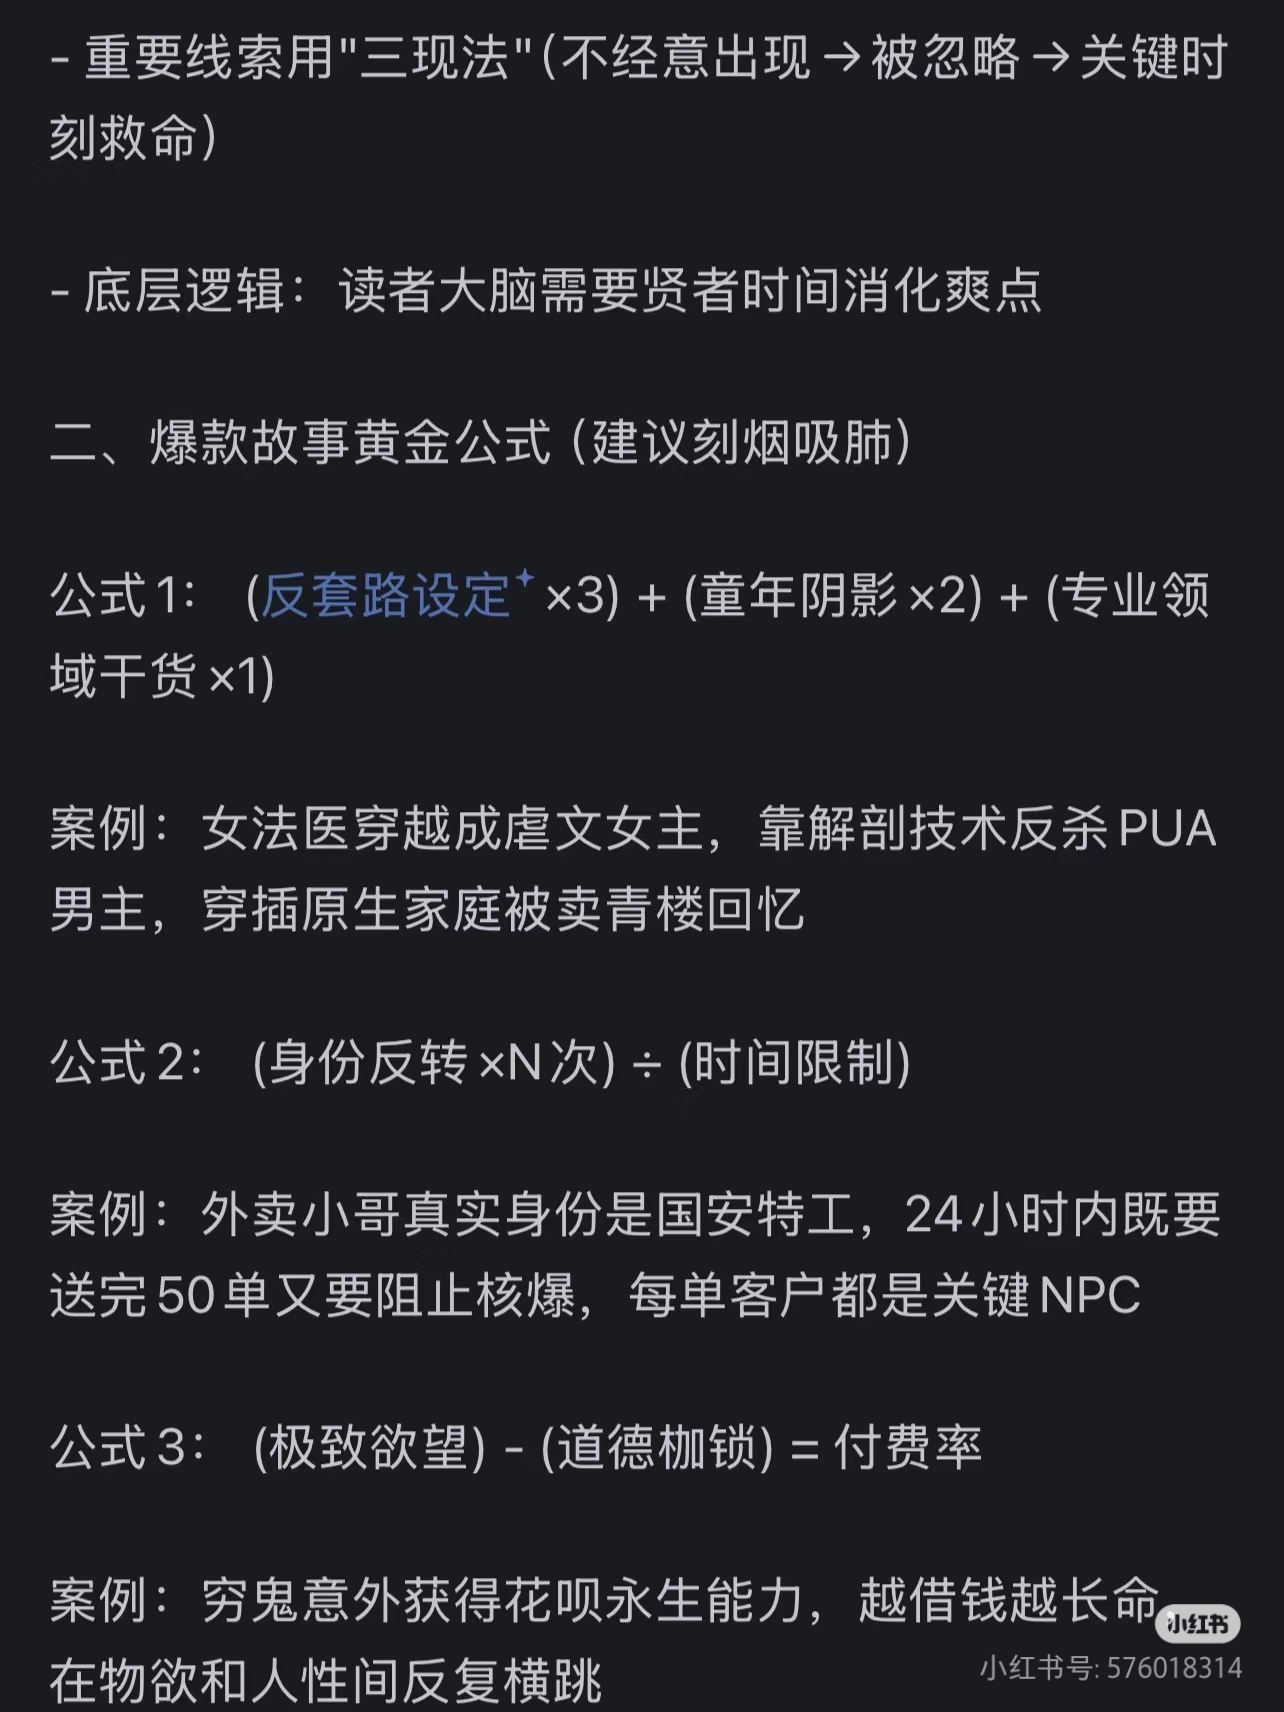 - 重要线索用"三现法"(不经意出现→被忽略→关键时
刻救命)
- 底层逻辑：读者大脑需要贤者时间消化爽点
二、爆款故事黄金公式（建议刻烟吸肺）
公式1： (反套路设定×3) + (童年阴影×2) + (专业领
域干货×1)
案例：女法医穿越成虐文女主，靠解剖技术反杀PUA
男主，穿插原生家庭被卖青楼回忆
公式2： (身份反转×N次) ÷ (时间限制)
案例：外卖小哥真实身份是国安特工，24小时内既要
送完50单又要阻止核爆，每单客户都是关键NPC
公式3： (极致欲望) - (道德枷锁) = 付费率
案例：穷鬼意外获得花呗永生能力，越借钱越长命
在物欲和人性间反复横跳
小红书
小红书号: 576018314